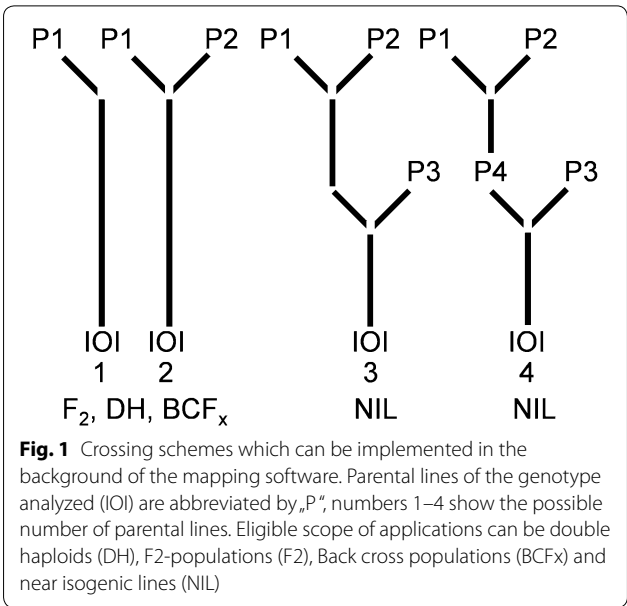 P1 P1 P2 P1 P2 P1 P2
P3 P4 P3
IOI IOI IOI IOI
1 2 3 4
F2, DH, BCFx NIL NIL
Fig. 1 Crossing schemes which can be implemented in the
background of the mapping software. Parental lines of the genotype
analyzed (IOI) are abbreviated by „P “, numbers 1–4 show the possible
number of parental lines. Eligible scope of applications can be double
haploids (DH), F2-populations (F2), Back cross populations (BCFx) and
near isogenic lines (NIL)